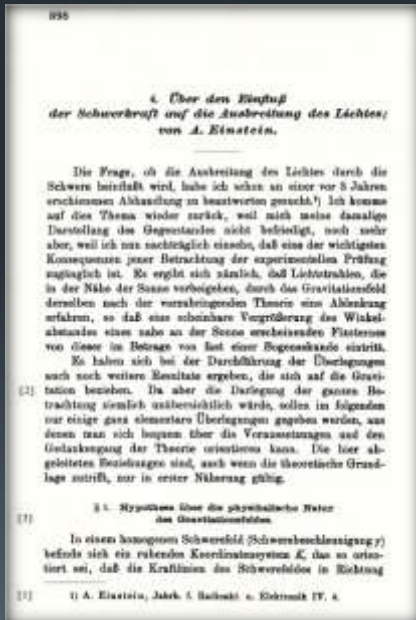 898
4. Über den Einfluß
der Schwerkraft auf die Ausbreitung des Lichtes;
von A. Einstein.
Die Frage, ob die Ausbreitung des Lichtes durch die
Schwere beinflußt wird, habe ich schon an einer vor 3 Jahren
erschienenen Abhandlung zu beantworten gesucht.¹) Ich komme
auf dies Thema wieder zurück, weil mich meine damalige
Darstellung des Gegenstandes nicht befriedigt, noch mehr
aber, weil ich nun nachträglich einsehe, daß eine der wichtigsten
Konsequenzen jener Betrachtung der experimentellen Prüfung
zugänglich ist. Es ergibt sich nämlich, daß Lichtstrahlen, die
in der Nähe der Sonne vorbeigehen, durch das Gravitationsfeld
derselben nach der vorzubringenden Theorie eine Ablenkung
erfahren, so daß eine scheinbare Vergrößerung des Winkel-
abstandes eines nahe an der Sonne erscheinenden Fixsternes
von dieser im Betrage von fast einer Bogensekunde eintritt.
Es haben sich bei der Durchführung der Überlegungen
auch noch weitere Resultate ergeben, die sich auf die Gravi-
[2] tation beziehen. Da aber die Darlegung der ganzen Be-
trachtung ziemlich unübersichtlich würde, sollen im folgenden
nur einige ganz elementare Überlegungen gegeben werden, aus
denen man sich bequem über die Voraussetzungen und den
Gedankengang der Theorie orientieren kann. Die hier ab-
geleiteten Beziehungen sind, auch wenn die theoretische Grund-
lage zutrifft, nur in erster Näherung gültig.
§ 1. Hypothese über die physikalische Natur
[3] des Gravitationsfeldes.
In einem homogenen Schwerefeld (Schwerebeschleunigung γ)
befinde sich ein ruhendes Koordinatensystem K, das so orien-
tiert sei, daß die Kraftlinien des Schwerefeldes in Richtung
[1] 1) A. Einstein, Jahrb. f. Radioakt. u. Elektronik IV. 4.